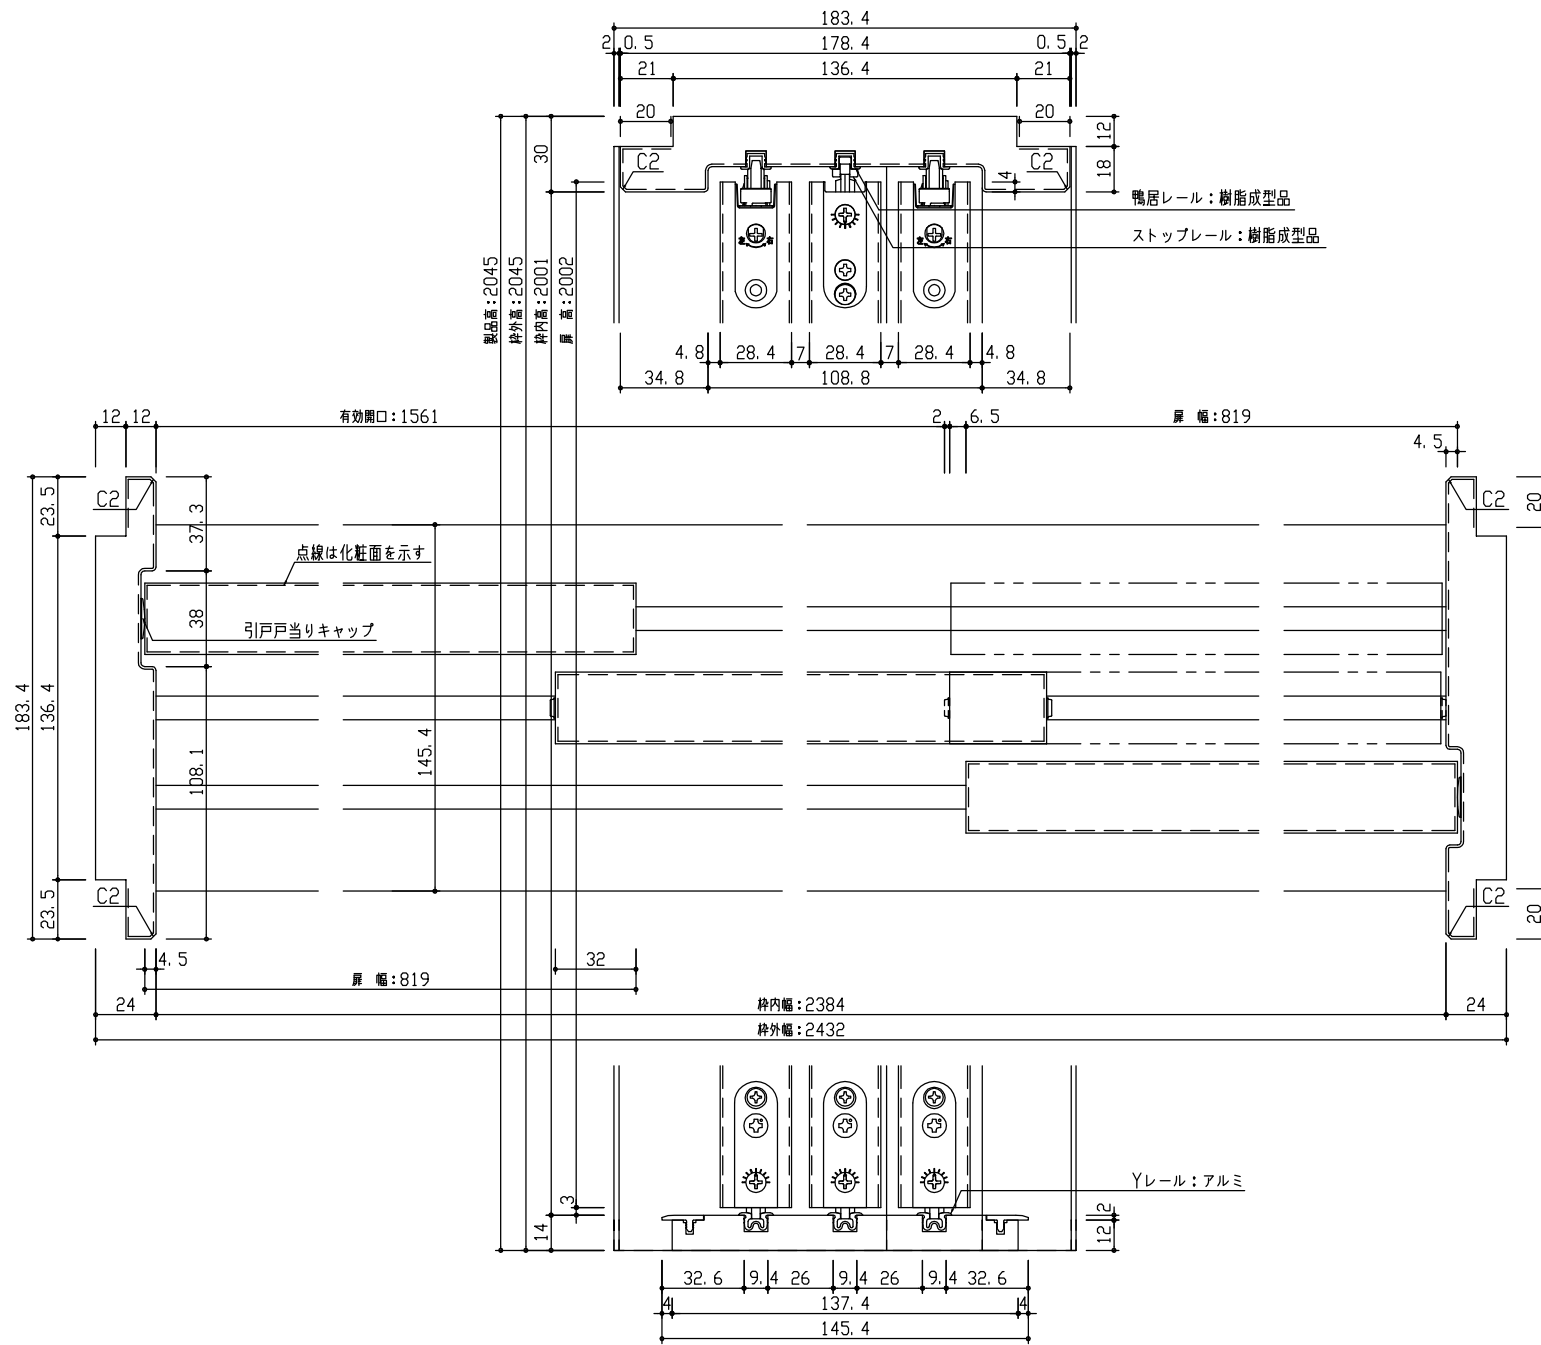 183.4
2 0.5 178.4 0.5 2
21 136.4 21
20 20
12
18
30
C2 C2
4
鴨居レール：樹脂成型品
ストップレール：樹脂成型品
左 右 左 右
製品高：2045
枠外高：2045
枠内高：2001
扉 高：2002
4.8 28.4 7 28.4 7 28.4 4.8
34.8 108.8 34.8
12 12 有効開口：1561 2 6.5 扉 幅：819
4.5
23.5
C2
37.3
C2
20
点線は化粧面を示す
38
引戸戸当りキャップ
183.4
136.4
108.1
145.4
23.5
C2
C2
20
4.5 32
扉 幅：819
24 枠内幅：2384 24
枠外幅：2432
Yレール：アルミ
3
14
2
12
32.6 9.4 26 9.4 26 9.4 32.6
4 137.4 4
145.4